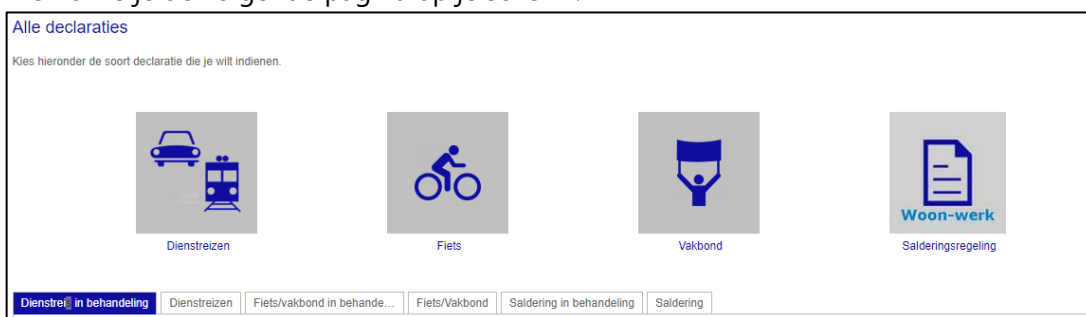 Alle declaraties
Kies hieronder de soort declaratie die je wilt indienen.
Woon-werk
Dienstreizen Fiets Vakbond Salderingsregeling
in behandeling Dienstreizen Fiets/vakbond in behande... Fiets/Vakbond Saldering in behandeling Saldering